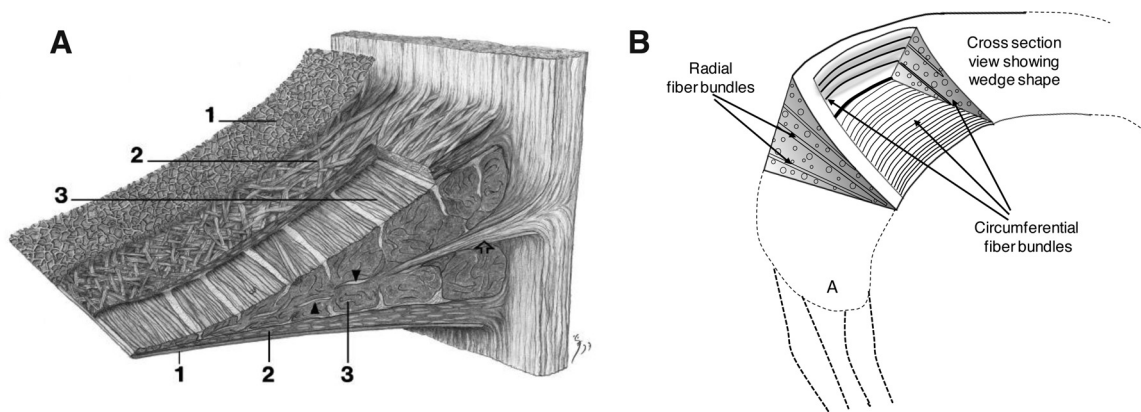 A
1
2
3
1
2
3
B
Radial
fiber bundles
Cross section
view showing
wedge shape
Circumferential
fiber bundles
A